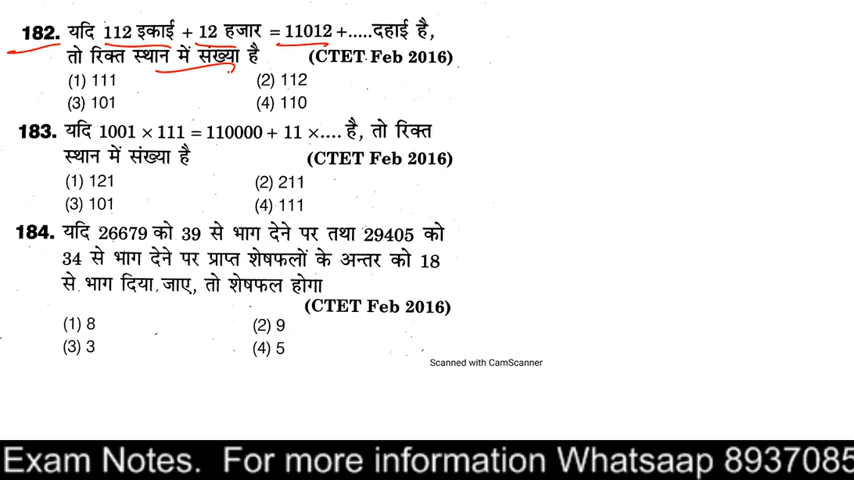 182. यदि 112 इकाई + 12 हजार = 11012 +.....दहाई है,
तो रिक्त स्थान में संख्या है (CTET Feb 2016)
(1) 111 (2) 112
(3) 101 (4) 110
183. यदि 1001 × 111 = 110000 + 11 ×.... है, तो रिक्त
स्थान में संख्या है (CTET Feb 2016)
(1) 121 (2) 211
(3) 101 (4) 111
184. यदि 26679 को 39 से भाग देने पर तथा 29405 को
34 से भाग देने पर प्राप्त शेषफलों के अन्तर को 18
से भाग दिया जाए, तो शेषफल होगा
(CTET Feb 2016)
(1) 8 (2) 9
(3) 3 (4) 5
Scanned with CamScanner
Exam Notes. For more information Whatsaap 8937085